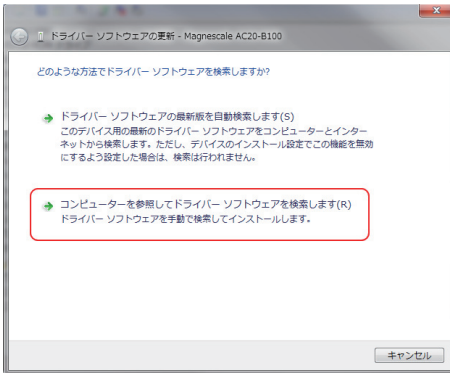 ドライバー ソフトウェアの更新 - Magnescale AC20-B100
どのような方法でドライバー ソフトウェアを検索しますか?
ドライバー ソフトウェアの最新版を自動検索します(S)
このデバイス用の最新のドライバー ソフトウェアをコンピューターとインター
ネットから検索します。ただし、デバイスのインストール設定でこの機能を無効
にするよう設定した場合は、検索は行われません。
コンピューターを参照してドライバー ソフトウェアを検索します(R)
ドライバー ソフトウェアを手動で検索してインストールします。
キャンセル